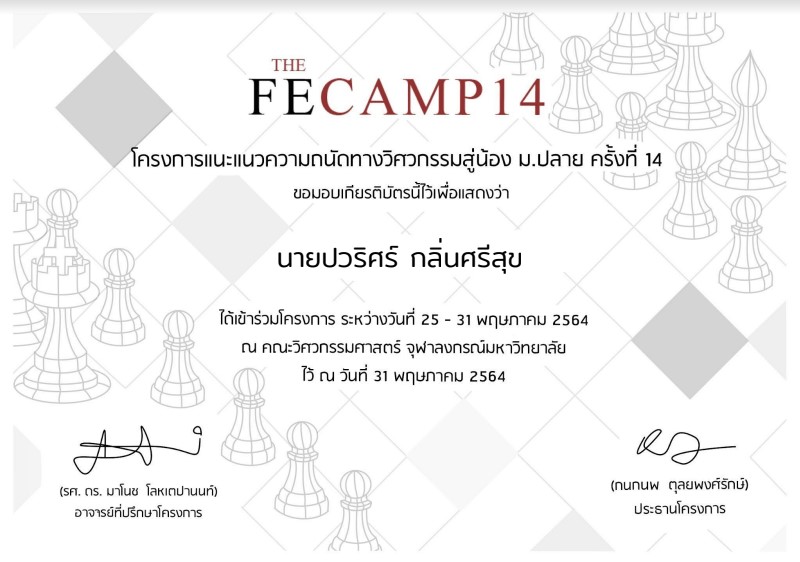 THE
FECAMP14
โครงการแนะแนวความถนัดทางวิศวกรรมสู่น้อง ม.ปลาย ครั้งที่ 14
ขอมอบเกียรติบัตรนี้ไว้เพื่อแสดงว่า
นายปวริศร์ กลิ่นศรีสุข
ได้เข้าร่วมโครงการ ระหว่างวันที่ 25 - 31 พฤษภาคม 2564
ณ คณะวิศวกรรมศาสตร์ จุฬาลงกรณ์มหาวิทยาลัย
ไว้ ณ วันที่ 31 พฤษภาคม 2564
(รศ. ดร. มาโนช โลหเตปานนท์)
อาจารย์ที่ปรึกษาโครงการ
(กนกนพ ตุลยพงศ์รักษ์)
ประธานโครงการ